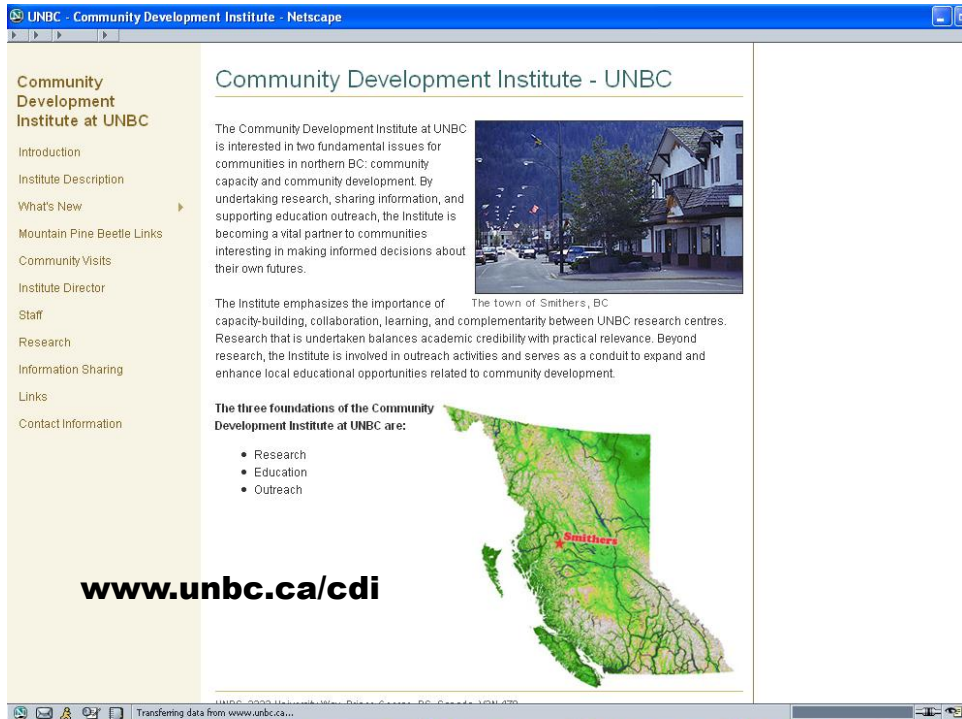 UNBC - Community Development Institute - Netscape
Community
Development
Institute at UNBC
Introduction
Institute Description
What's New
Mountain Pine Beetle Links
Community Visits
Institute Director
Staff
Research
Information Sharing
Links
Contact Information
Community Development Institute - UNBC
The Community Development Institute at UNBC
is interested in two fundamental issues for
communities in northern BC: community
capacity and community development. By
undertaking research, sharing information, and
supporting education outreach, the Institute is
becoming a vital partner to communities
interesting in making informed decisions about
their own futures.
The town of Smithers, BC
The Institute emphasizes the importance of
capacity-building, collaboration, learning, and complementarity between UNBC research centres.
Research that is undertaken balances academic credibility with practical relevance. Beyond
research, the Institute is involved in outreach activities and serves as a conduit to expand and
enhance local educational opportunities related to community development.
The three foundations of the Community
Development Institute at UNBC are:
• Research
• Education
• Outreach
Smithers
www.unbc.ca/cdi
Transferring data from www.unbc.ca...